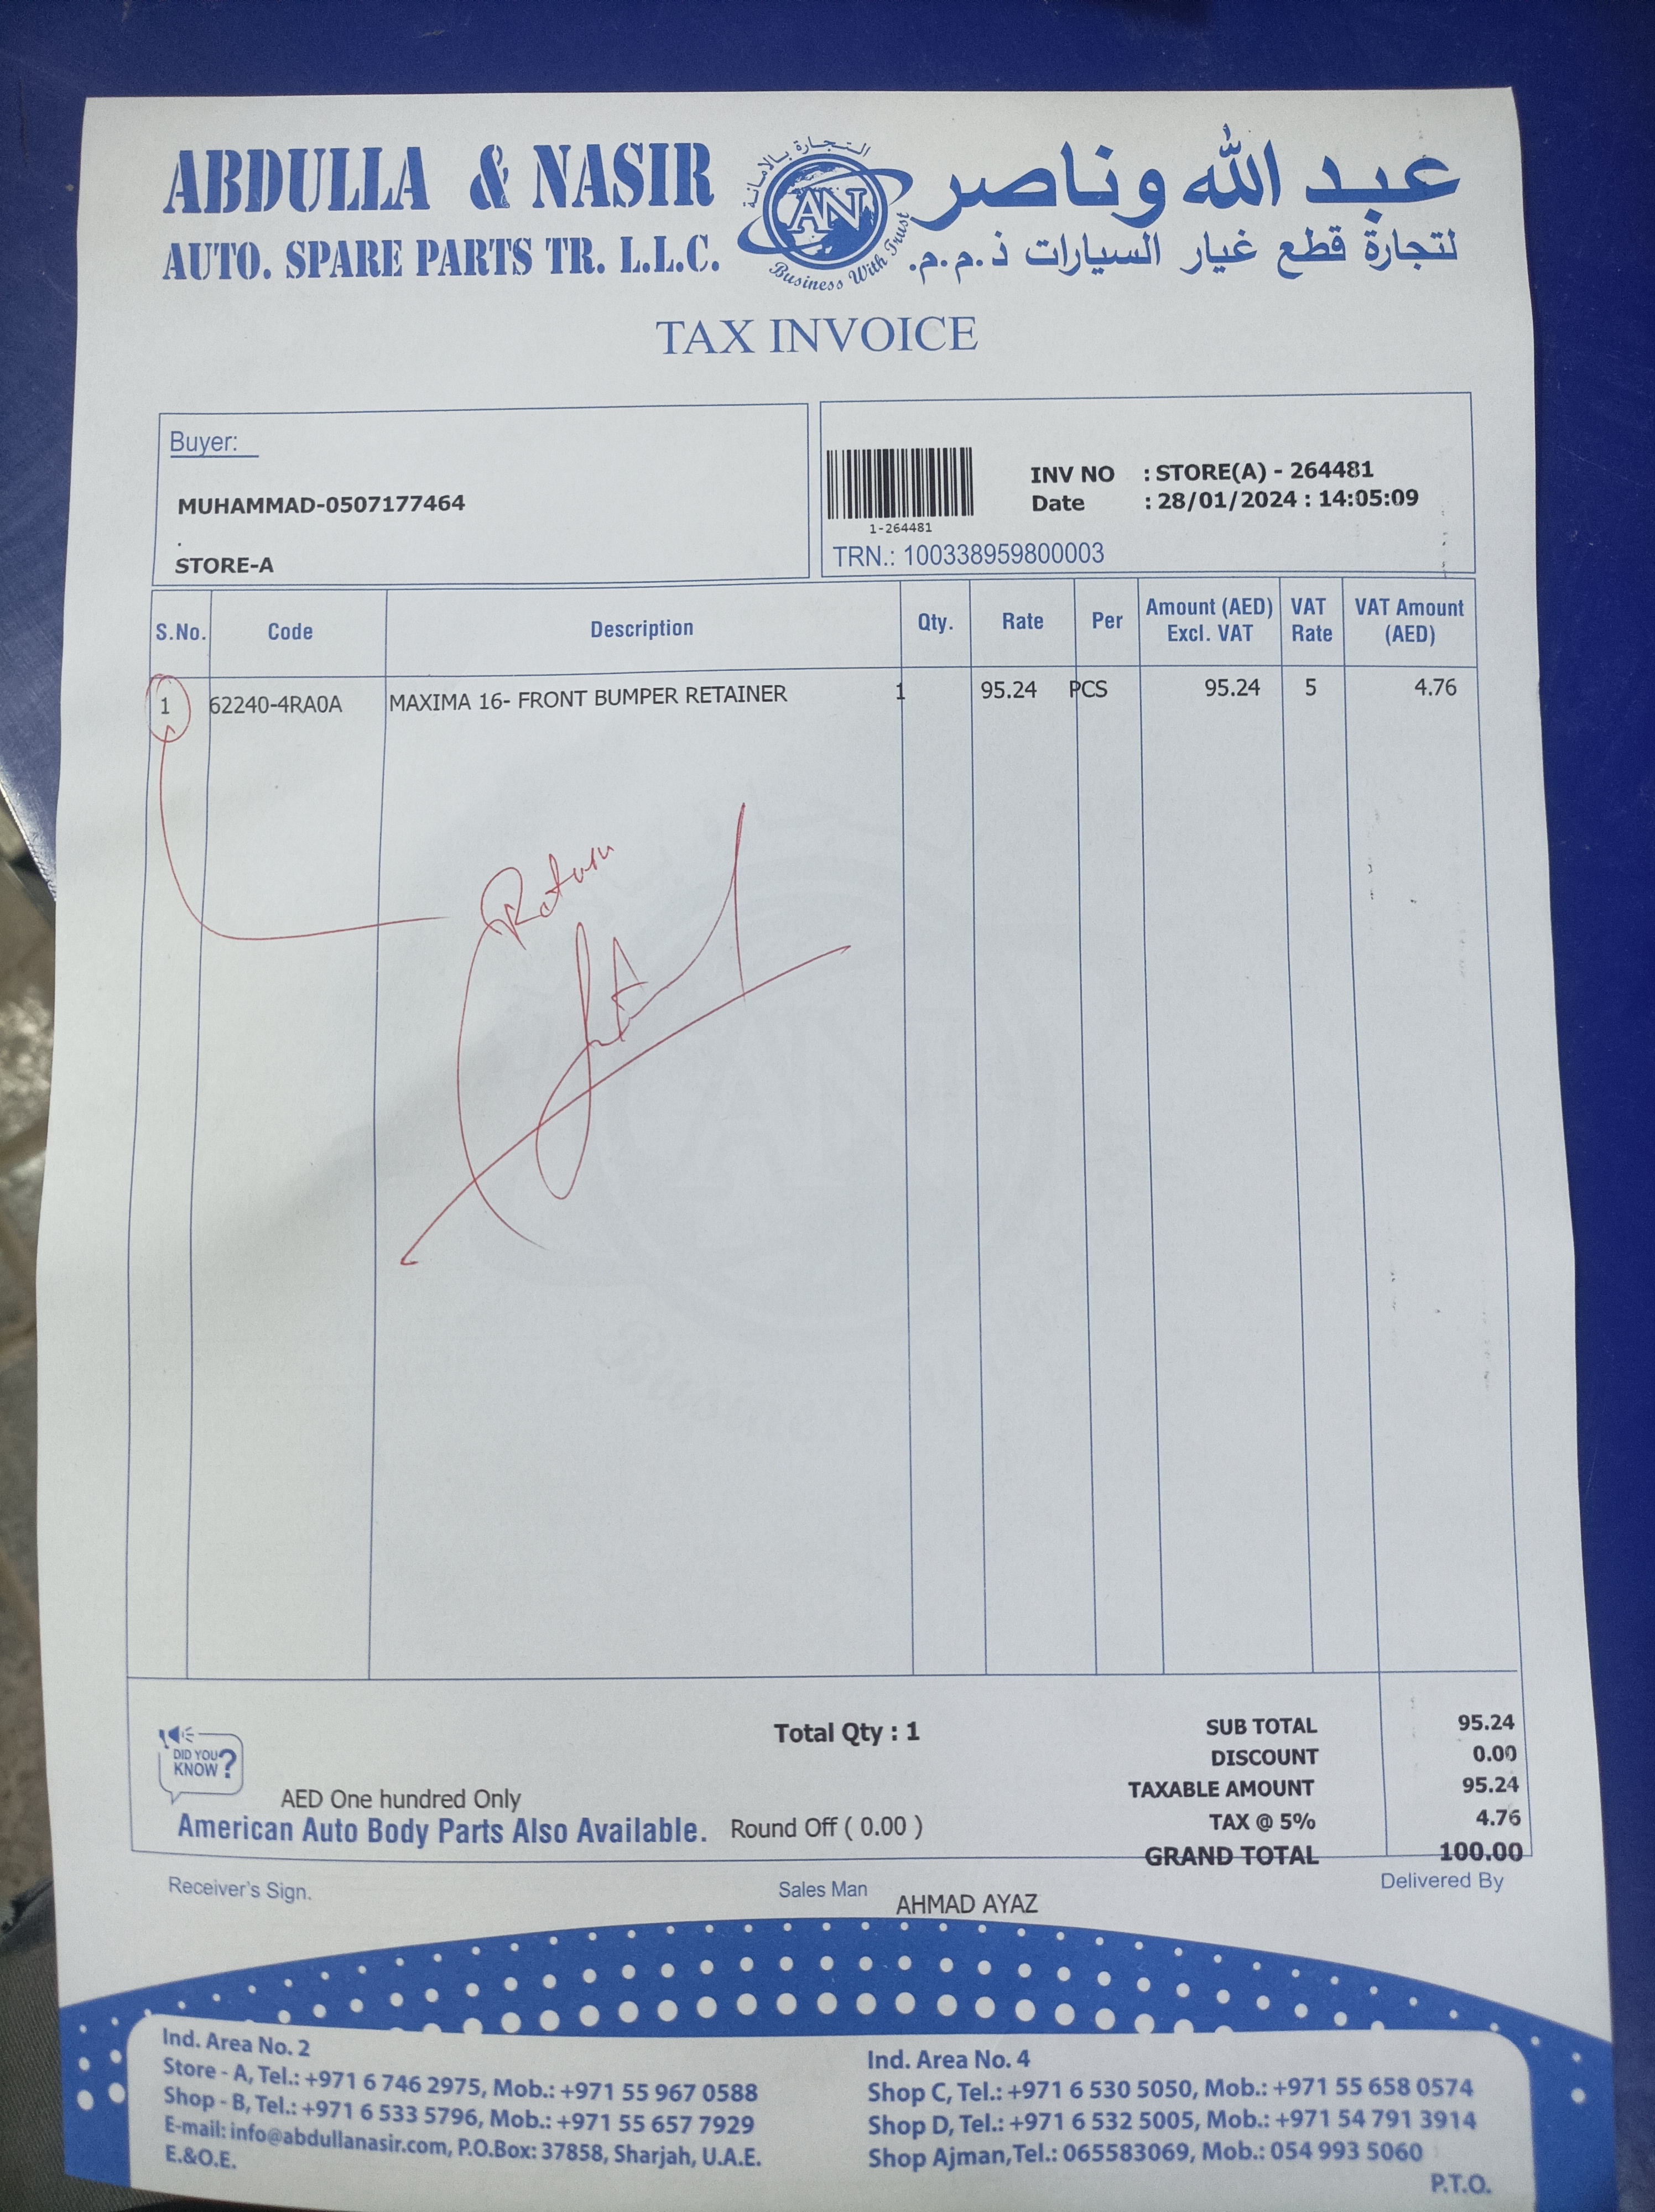 ABDULLA & NASIR
AUTO. SPARE PARTS TR. L.L.C.
التجارة بالامانة
AN
Business With Trust
عبد الله وناصر
لتجارة قطع غيار السيارات ذ.م.م.
TAX INVOICE
Buyer:
MUHAMMAD-0507177464
.
STORE-A
1-264481
INV NO : STORE(A) - 264481
Date : 28/01/2024 : 14:05:09
TRN.: 100338959800003
S.No. Code Description Qty. Rate Per Amount (AED) Excl. VAT VAT Rate VAT Amount (AED)
1 62240-4RA0A MAXIMA 16- FRONT BUMPER RETAINER 1 95.24 PCS 95.24 5 4.76
Return
DID YOU KNOW ?
Total Qty : 1
AED One hundred Only
American Auto Body Parts Also Available.
Round Off ( 0.00 )
SUB TOTAL 95.24
DISCOUNT 0.00
TAXABLE AMOUNT 95.24
TAX @ 5% 4.76
GRAND TOTAL 100.00
Receiver's Sign.
Sales Man AHMAD AYAZ
Delivered By
Ind. Area No. 2
Store - A, Tel.: +971 6 746 2975, Mob.: +971 55 967 0588
Shop - B, Tel.: +971 6 533 5796, Mob.: +971 55 657 7929
E-mail: info@abdullanasir.com, P.O.Box: 37858, Sharjah, U.A.E.
E.&O.E.
Ind. Area No. 4
Shop C, Tel.: +971 6 530 5050, Mob.: +971 55 658 0574
Shop D, Tel.: +971 6 532 5005, Mob.: +971 54 791 3914
Shop Ajman,Tel.: 065583069, Mob.: 054 993 5060
P.T.O.